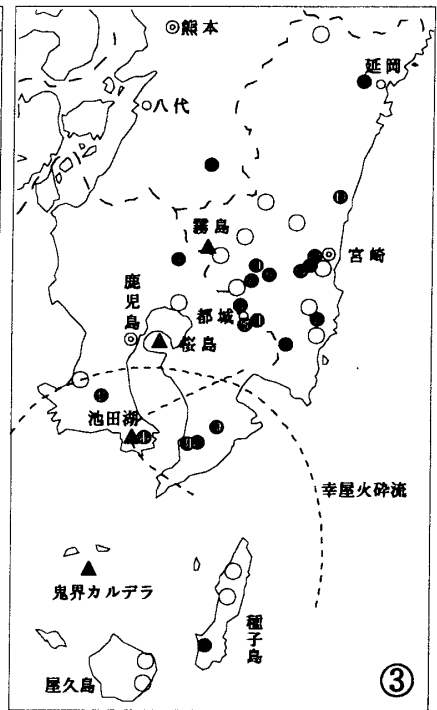 熊本
延岡
八代
霧島
宮崎
鹿児島
都城
桜島
池田湖
幸屋火砕流
鬼界カルデラ
種子島
屋久島
③